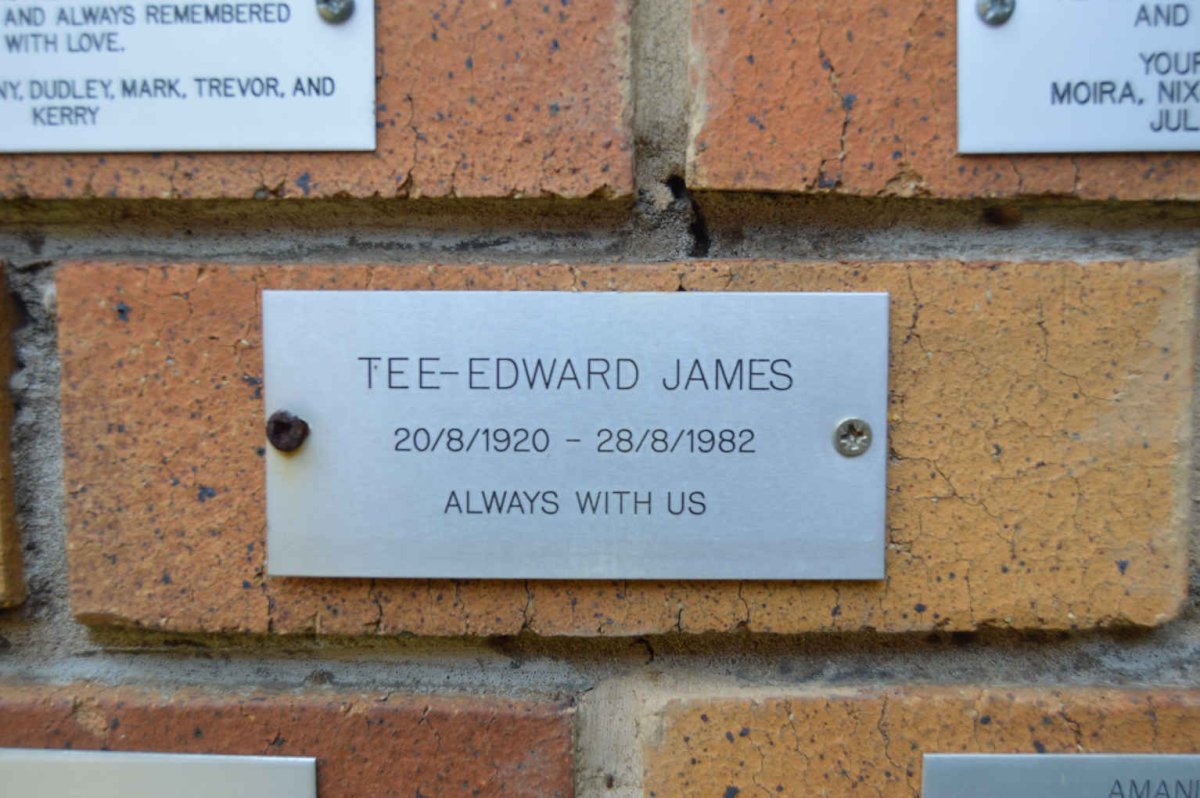 AND ALWAYS REMEMBERED
WITH LOVE.
DUDLEY, MARK, TREVOR, AND
KERRY
AND
MOIRA,
TEE-EDWARD JAMES
20/8/1920 - 28/8/1982
ALWAYS WITH US